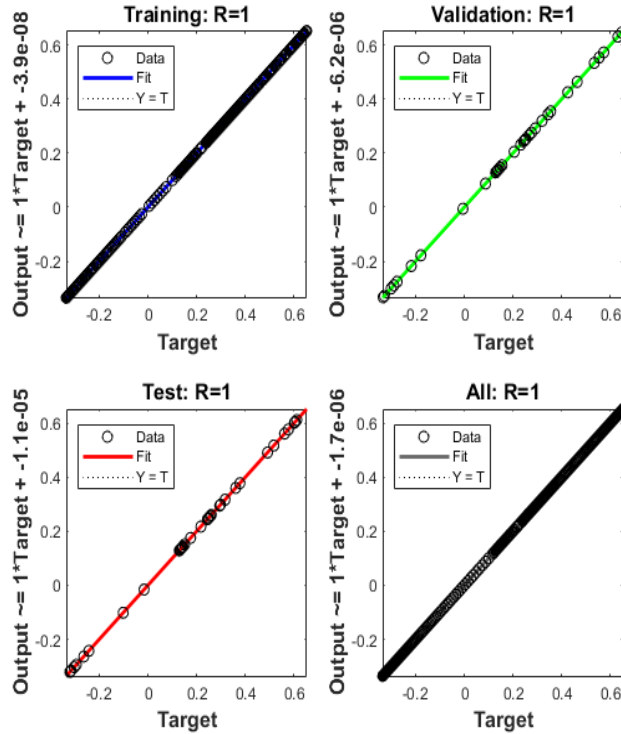 Training: R=1
Output ~= 1*Target + -3.9e-08
0.6
0.4
0.2
0
-0.2
Data
Fit
Y = T
-0.2
0
0.2
0.4
0.6
Target
Validation: R=1
Output ~= 1*Target + -6.2e-06
0.6
0.4
0.2
0
-0.2
Data
Fit
Y = T
-0.2
0
0.2
0.4
0.6
Target
Test: R=1
Output ~= 1*Target + -1.1e-05
0.6
0.4
0.2
0
-0.2
Data
Fit
Y = T
-0.2
0
0.2
0.4
0.6
Target
All: R=1
Output ~= 1*Target + -1.7e-06
0.6
0.4
0.2
0
-0.2
Data
Fit
Y = T
-0.2
0
0.2
0.4
0.6
Target